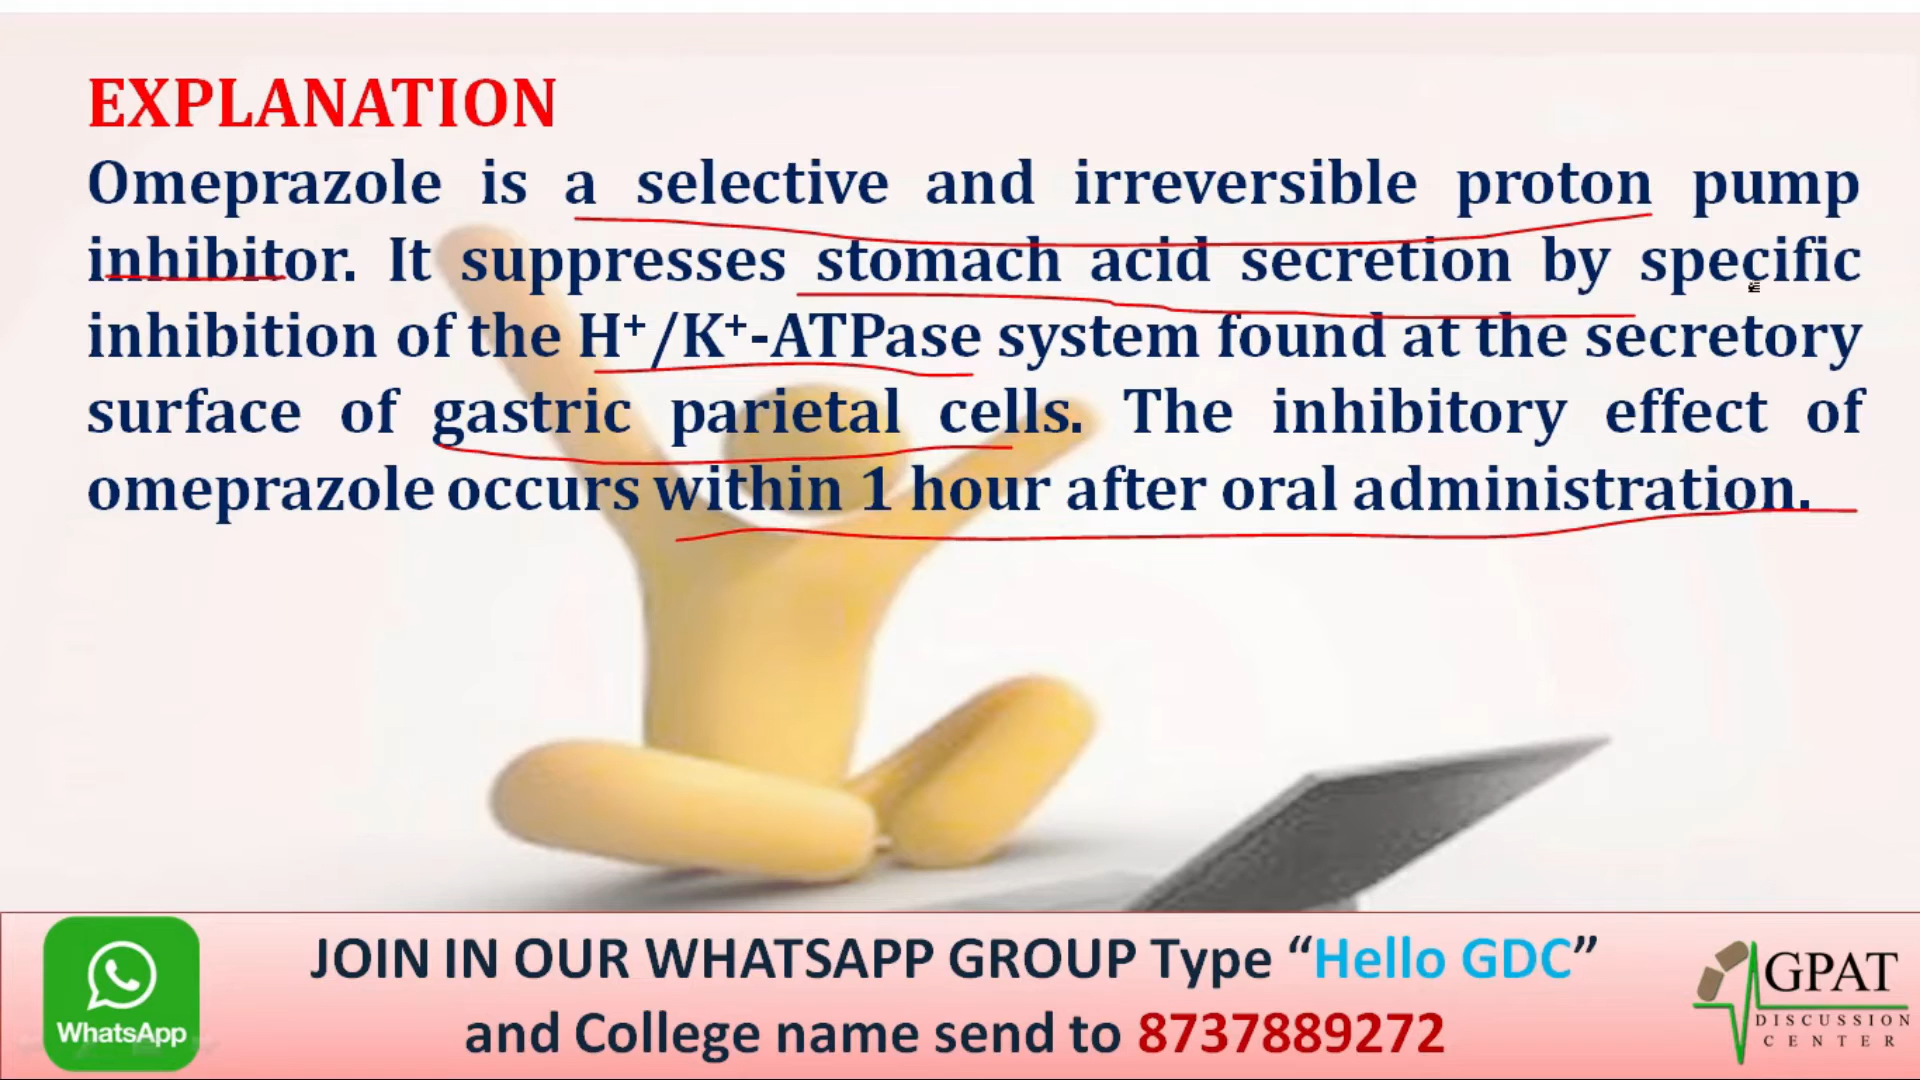 EXPLANATION
Omeprazole is a selective and irreversible proton pump
inhibitor. It suppresses stomach acid secretion by specific
inhibition of the H⁺/K⁺-ATPase system found at the secretory
surface of gastric parietal cells. The inhibitory effect of
omeprazole occurs within 1 hour after oral administration.
JOIN IN OUR WHATSAPP GROUP Type “Hello GDC”
and College name send to 8737889272
WhatsApp
GPAT
DISCUSSION
CENTER